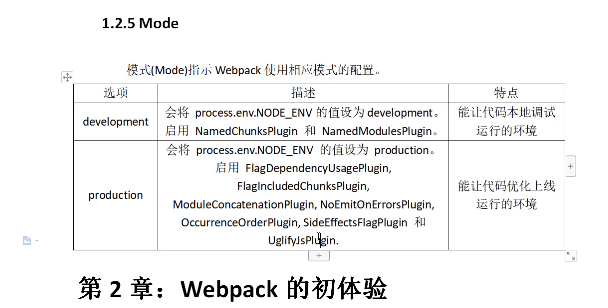 1.2.5 Mode
模式(Mode)指示 Webpack 使用相应模式的配置。
选项 描述 特点
development 会将 process.env.NODE_ENV 的值设为 development。
启用 NamedChunksPlugin 和 NamedModulesPlugin。
能让代码本地调试
运行的环境
production 会将 process.env.NODE_ENV 的值设为 production。
启用 FlagDependencyUsagePlugin,
FlagIncludedChunksPlugin,
ModuleConcatenationPlugin, NoEmitOnErrorsPlugin,
OccurrenceOrderPlugin, SideEffectsFlagPlugin 和
UglifyJsPlugin.
能让代码优化上线
运行的环境
第 2 章：Webpack 的初体验